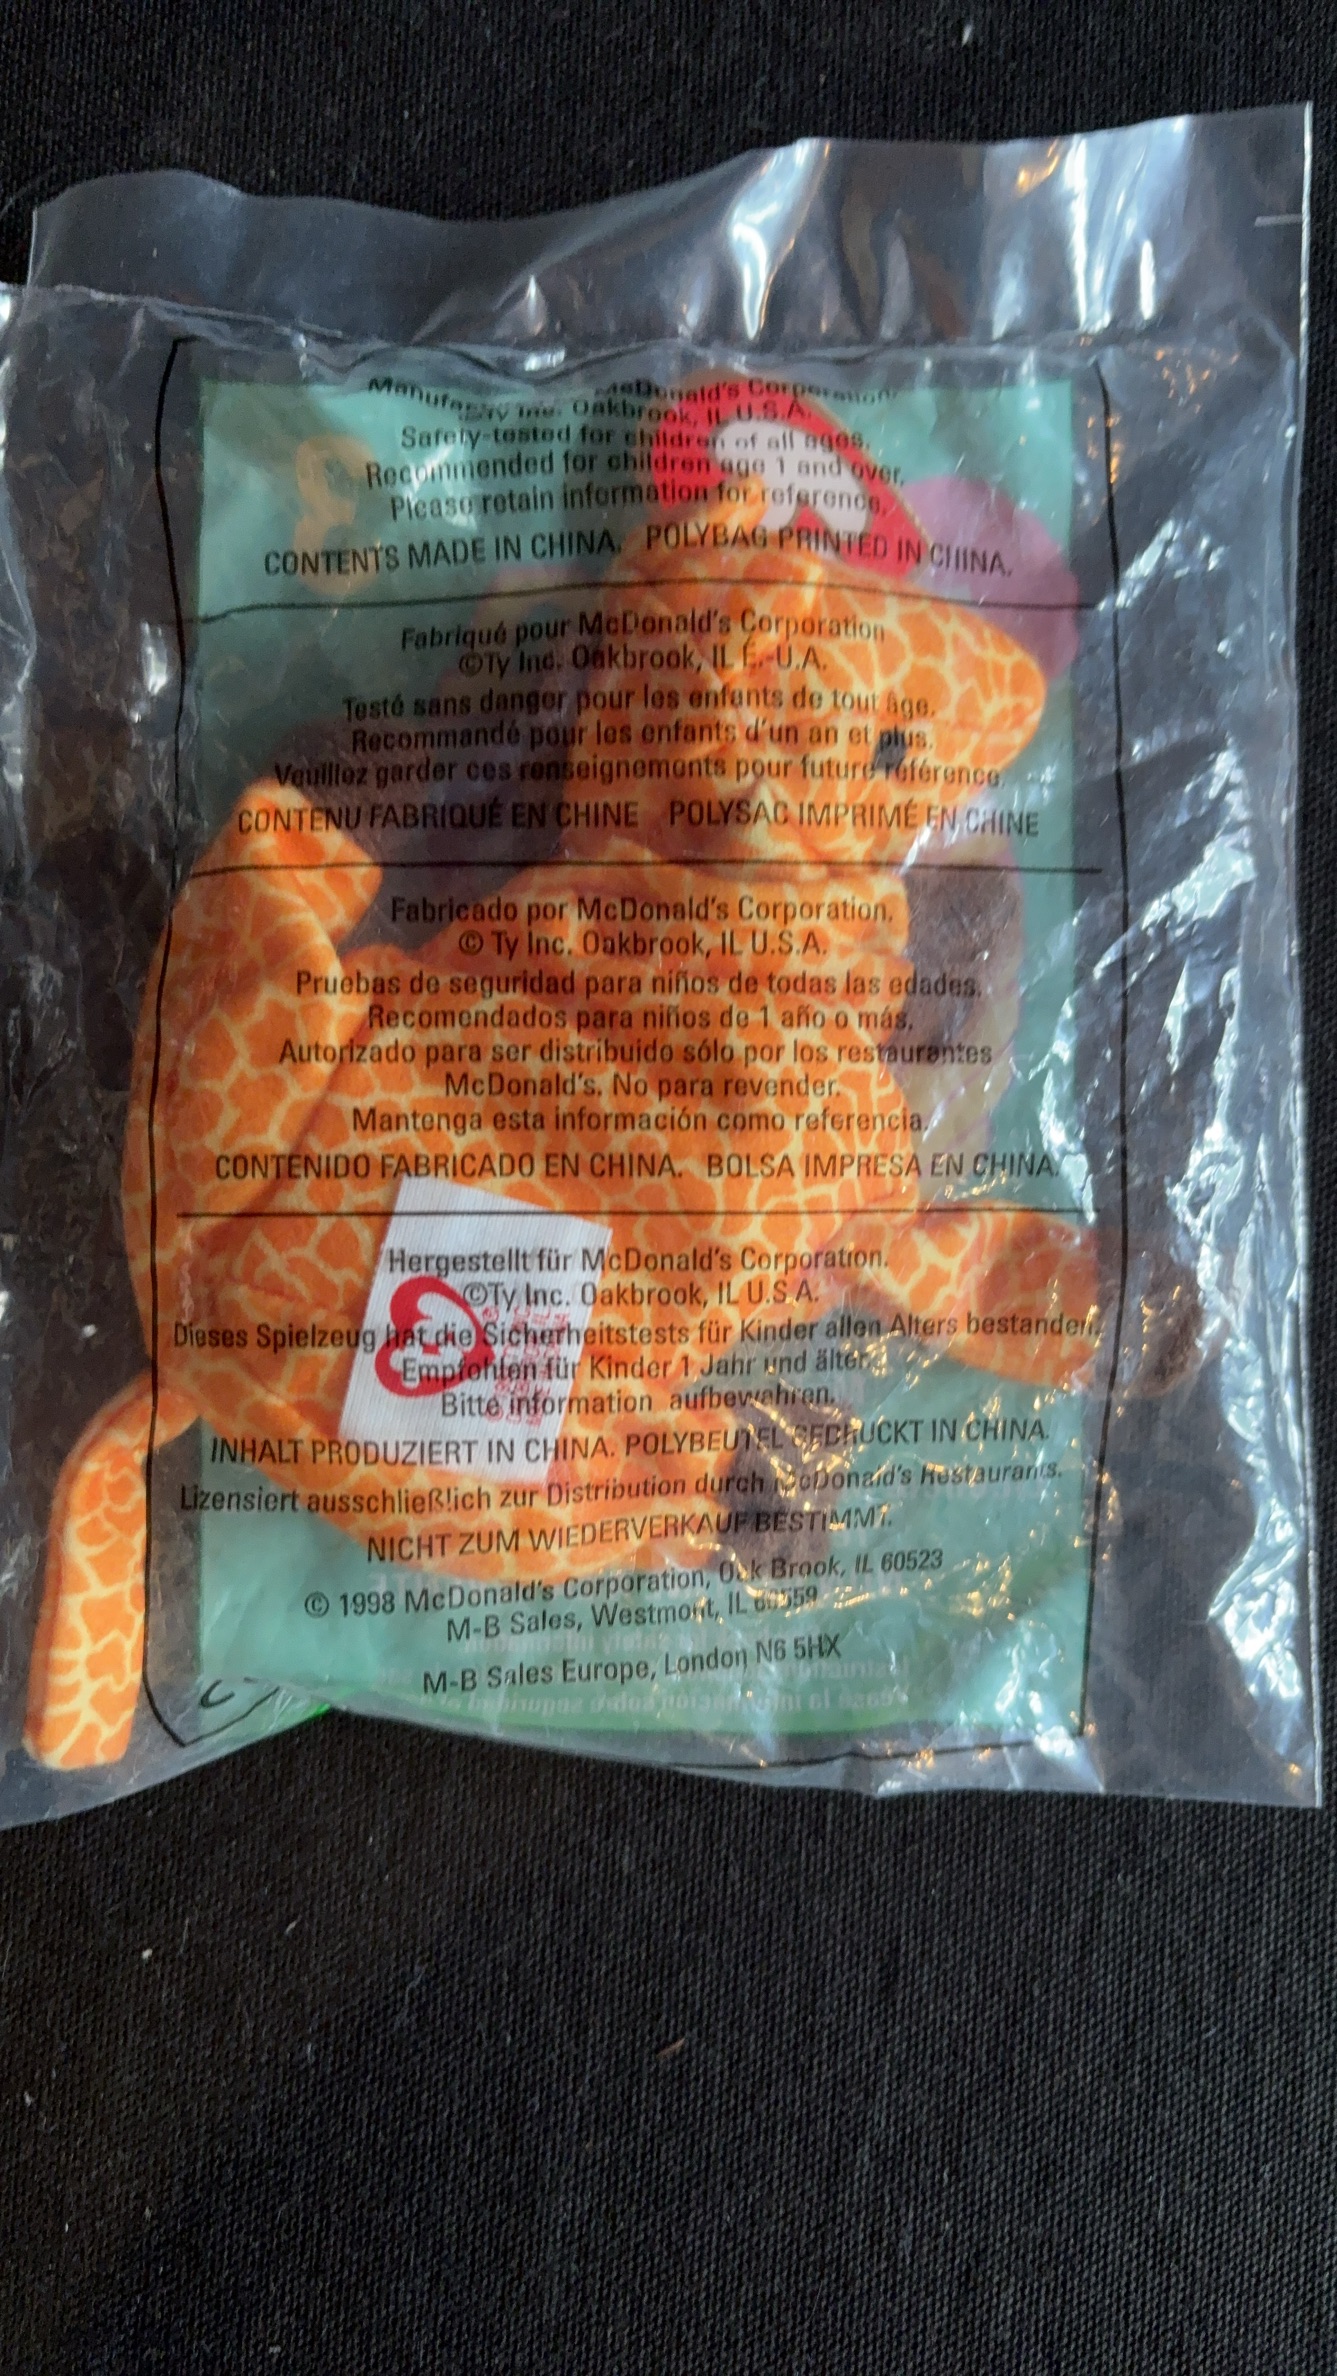 McDonald's Corporation.
Inc. Oakbrook, IL U.S.A.
Safety-tested for children of all ages.
Recommended for children age 1 and over.
Please retain information for reference.
CONTENTS MADE IN CHINA. POLYBAG PRINTED IN CHINA.
Fabriqué pour McDonald's Corporation
©Ty Inc. Oakbrook, IL É.-U.A.
Testé sans danger pour les enfants de tout âge.
Recommandé pour les enfants d'un an et plus.
Veuillez garder ces renseignements pour future référence.
CONTENU FABRIQUÉ EN CHINE POLYSAC IMPRIMÉ EN CHINE
Fabricado por McDonald's Corporation.
© Ty Inc. Oakbrook, IL U.S.A.
Pruebas de seguridad para niños de todas las edades.
Recomendados para niños de 1 año o más.
Autorizado para ser distribuido sólo por los restaurantes
McDonald's. No para revender.
Mantenga esta información como referencia.
CONTENIDO FABRICADO EN CHINA. BOLSA IMPRESA EN CHINA.
Hergestellt für McDonald's Corporation.
©Ty Inc. Oakbrook, IL U.S.A.
Dieses Spielzeug hat die Sicherheitstests für Kinder allen Alters bestanden.
Empfohlen für Kinder 1 Jahr und älter.
Bitte information aufbewahren.
INHALT PRODUZIERT IN CHINA. POLYBEUTEL GEDRUCKT IN CHINA.
Lizensiert ausschließlich zur Distribution durch McDonald's Restaurants.
NICHT ZUM WIEDERVERKAUF BESTIMMT.
© 1998 McDonald's Corporation, Oak Brook, IL 60523
M-B Sales, Westmont, IL 60559
M-B Sales Europe, London N6 5HX